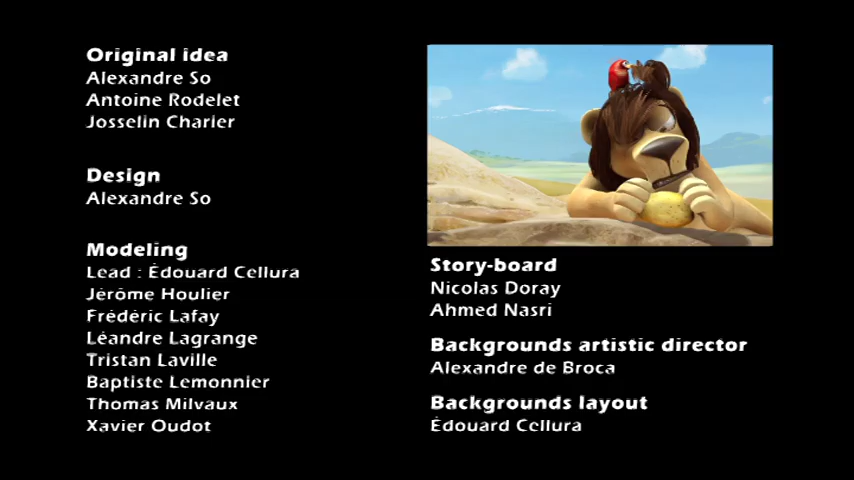 Original idea
Alexandre So
Antoine Rodelet
Josselin Charier
Design
Alexandre So
Modeling
Lead : Édouard Cellura
Jérôme Houlier
Frédéric Lafay
Léandre Lagrange
Tristan Laville
Baptiste Lemonnier
Thomas Milvaux
Xavier Oudot
Story-board
Nicolas Doray
Ahmed Nasri
Backgrounds artistic director
Alexandre de Broca
Backgrounds layout
Édouard Cellura